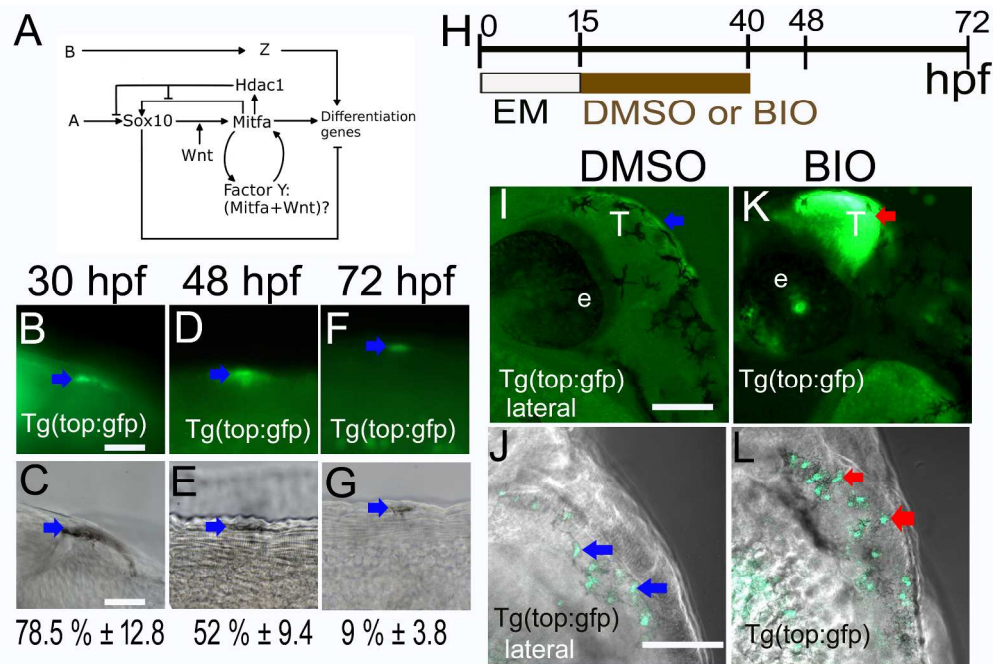 A
B Z
Hdac1
A Sox10 Mitfa Differentiation
genes
Wnt
Factor Y:
(Mitfa+Wnt)?
30 hpf 48 hpf 72 hpf
B D F
Tg(top:gfp) Tg(top:gfp) Tg(top:gfp)
C E G
78.5 % ± 12.8 52 % ± 9.4 9 % ± 3.8
H 0 15 40 48 72
hpf
EM DMSO or BIO
DMSO BIO
I T K T
e e
Tg(top:gfp) Tg(top:gfp)
lateral
J L
Tg(top:gfp) Tg(top:gfp)
lateral